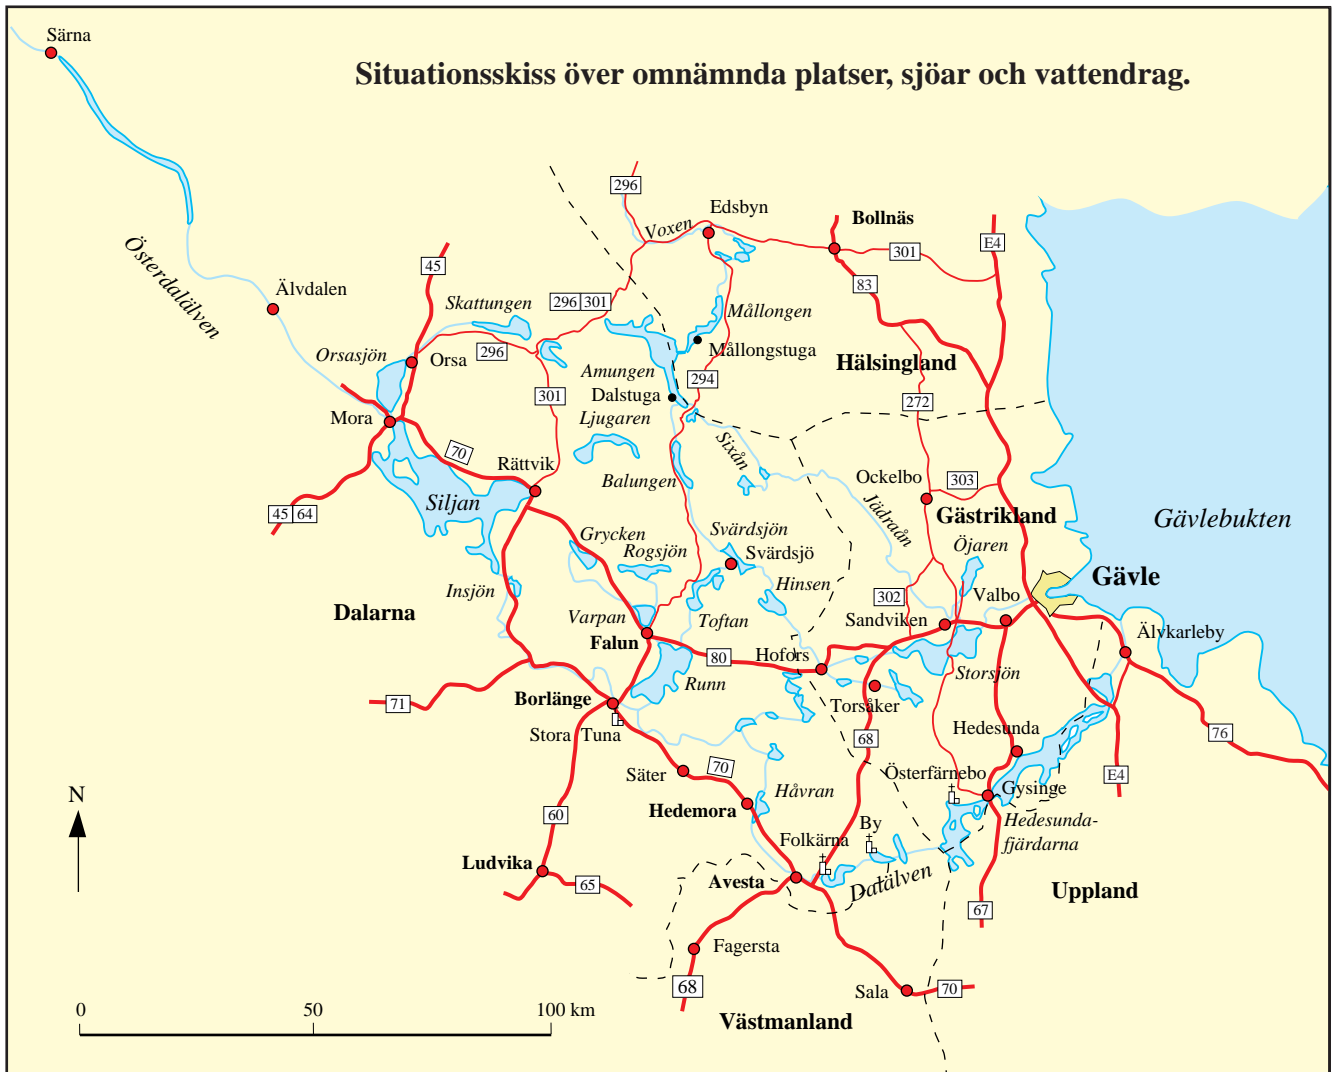 Särna
Situationsskiss över omnämnda platser, sjöar och vattendrag.
296
Edsbyn
Voxen
Bollnäs
Österdalälven
45
E4
301
83
Älvdalen
Skattungen
296 301
Mållongen
Orsasjön
Orsa
296
Mållongstuga
Hälsingland
Amungen
294
301
Dalstuga
272
Mora
Ljugaren
70
Rättvik
Sixån
Ockelbo
303
Balungen
Siljan
45 64
Jädraån
Gästrikland
Gävlebukten
Grycken
Svärdsjön
Rogsjön
Svärdsjö
Öjaren
Gävle
Insjön
Hinsen
302
Valbo
Dalarna
Varpan
Toftan
Sandviken
Älvkarleby
Falun
80
Hofors
Storsjön
Runn
71
Borlänge
Torsåker
Stora Tuna
68
Hedesunda
76
Säter
70
Österfärnebo
E4
N
Håvran
Gysinge
Hedemora
60
Folkärna
By
Hedesunda-
fjärdarna
Ludvika
65
Avesta
Dalälven
Uppland
67
Fagersta
68
Sala
70
0
50
100 km
Västmanland